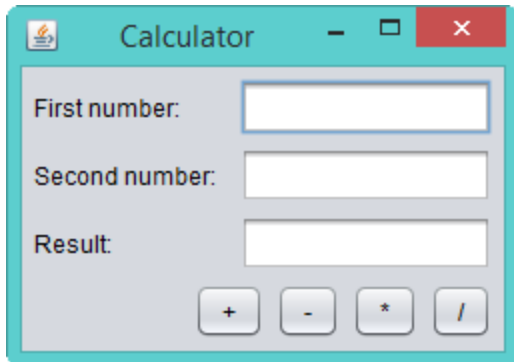 Calculator
First number:
Second number:
Result:
+ - * /